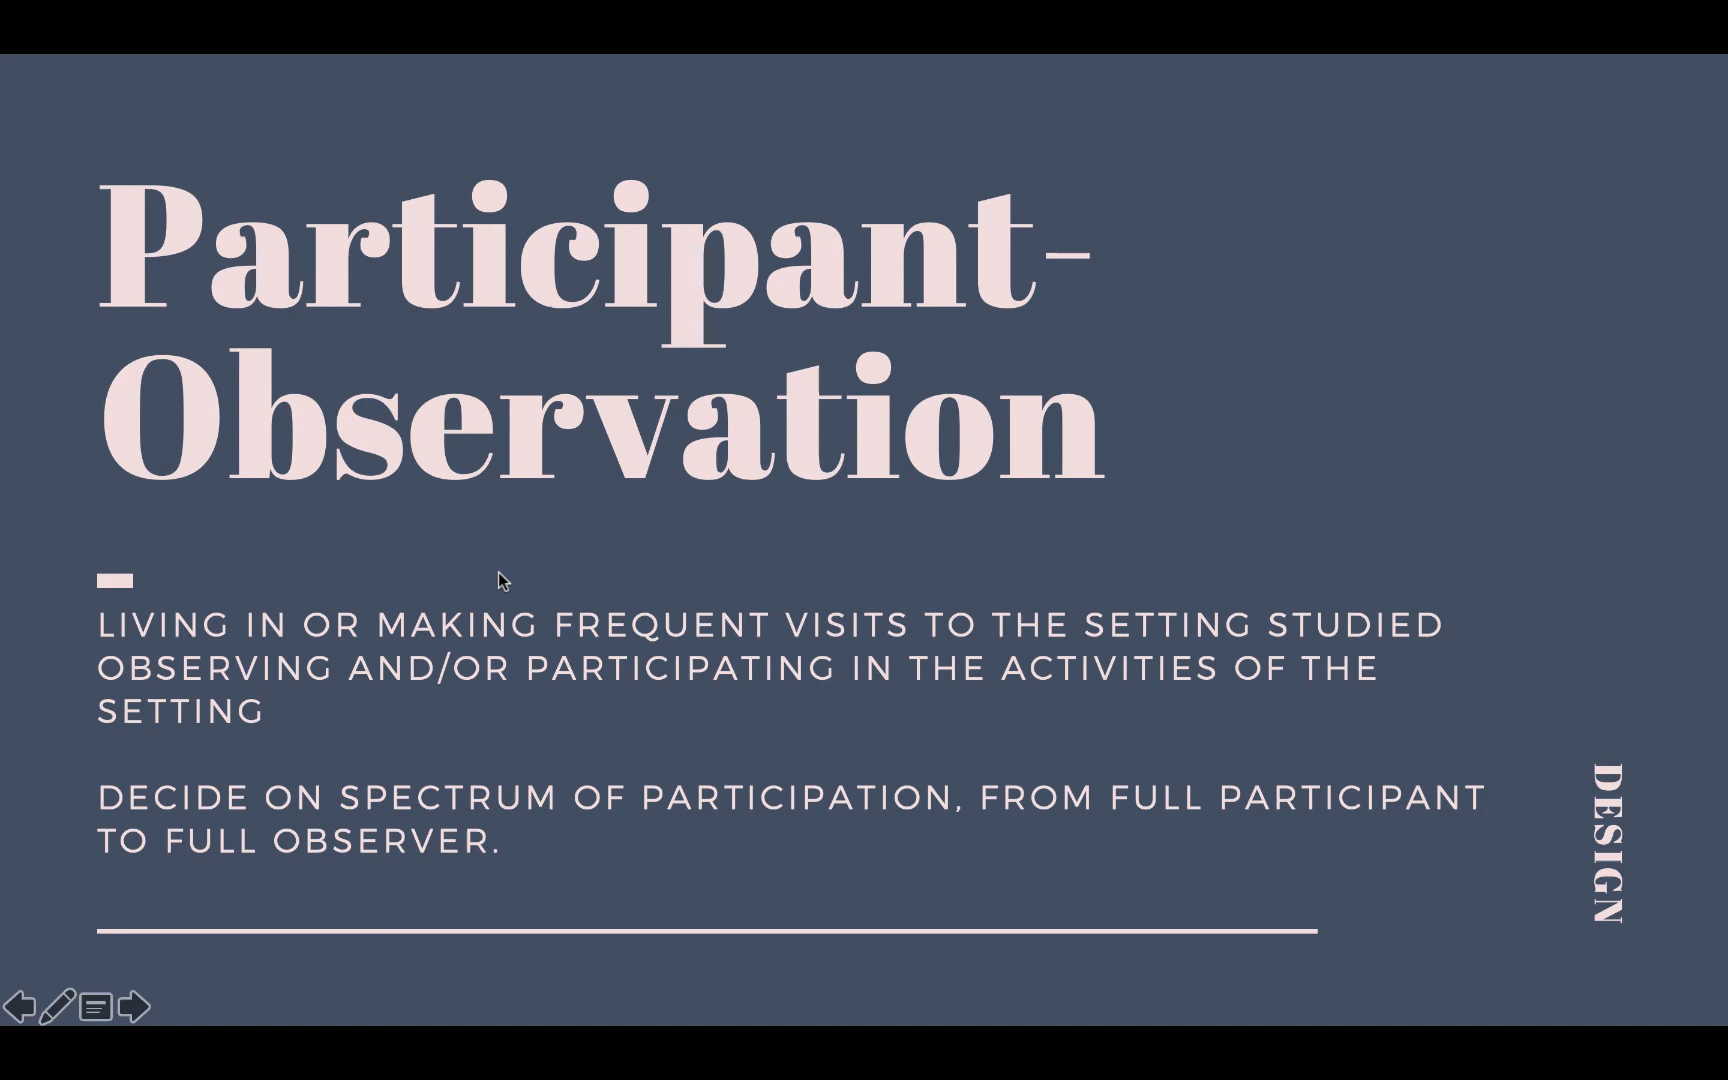 Participant-
Observation
LIVING IN OR MAKING FREQUENT VISITS TO THE SETTING STUDIED
OBSERVING AND/OR PARTICIPATING IN THE ACTIVITIES OF THE
SETTING
DECIDE ON SPECTRUM OF PARTICIPATION, FROM FULL PARTICIPANT
TO FULL OBSERVER.
DESIGN